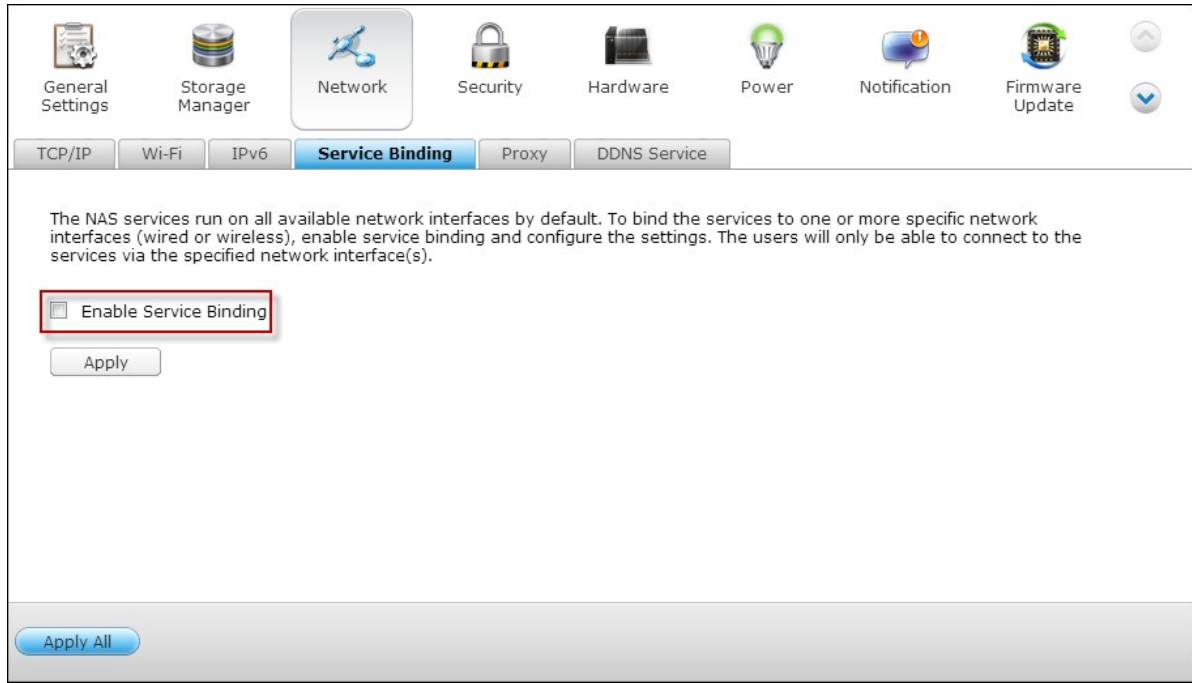 General
Settings
Storage
Manager
Network
Security
Hardware
Power
Notification
Firmware
Update
TCP/IP
Wi-Fi
IPv6
Service Binding
Proxy
DDNS Service
The NAS services run on all available network interfaces by default. To bind the services to one or more specific network
interfaces (wired or wireless), enable service binding and configure the settings. The users will only be able to connect to the
services via the specified network interface(s).
Enable Service Binding
Apply
Apply All